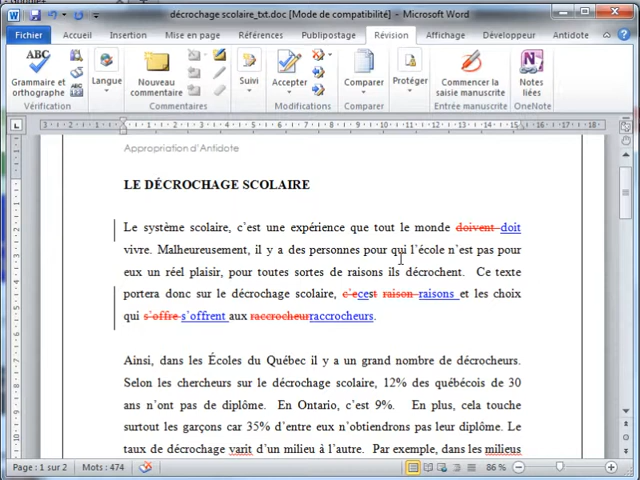 décrochage scolaire_txt.doc [Mode de compatibilité] - Microsoft Word
Fichier Accueil Insertion Mise en page Références Publipostage Révision Affichage Développeur Antidote
Grammaire et orthographe Langue Nouveau commentaire Suivi Accepter Comparer Protéger Commencer la saisie manuscrite Notes liées
Vérification Commentaires Modifications Comparer Entrée manuscrite OneNote
Appropriation d'Antidote
LE DÉCROCHAGE SCOLAIRE
Le système scolaire, c'est une expérience que tout le monde doivent doit
vivre. Malheureusement, il y a des personnes pour qui l'école n'est pas pour
eux un réel plaisir, pour toutes sortes de raisons ils décrochent. Ce texte
portera donc sur le décrochage scolaire, c'ecest raison raisons et les choix
qui s'offre s'offrent aux raccrocheurraccrocheurs.
Ainsi, dans les Écoles du Québec il y a un grand nombre de décrocheurs.
Selon les chercheurs sur le décrochage scolaire, 12% des québécois de 30
ans n'ont pas de diplôme. En Ontario, c'est 9%. En plus, cela touche
surtout les garçons car 35% d'entre eux n'obtiendrons pas leur diplôme. Le
taux de décrochage varit d'un milieu à l'autre. Par exemple, dans les milieus
Page : 1 sur 2 Mots : 474 86 %